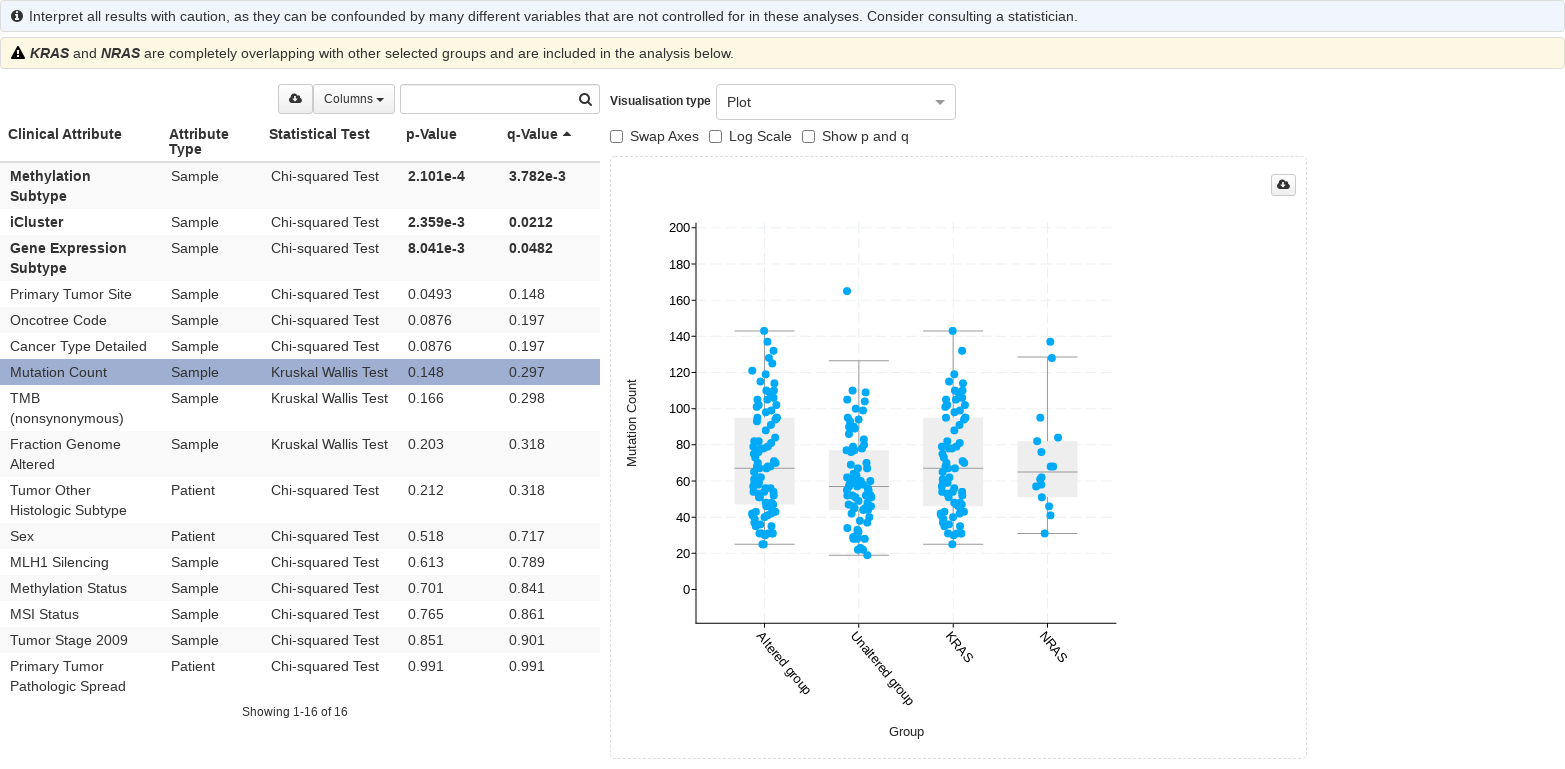 Interpret all results with caution, as they can be confounded by many different variables that are not controlled for in these analyses. Consider consulting a statistician.
KRAS and NRAS are completely overlapping with other selected groups and are included in the analysis below.
Columns
Clinical Attribute Attribute Type Statistical Test p-Value q-Value
Methylation Subtype Sample Chi-squared Test 2.101e-4 3.782e-3
iCluster Sample Chi-squared Test 2.359e-3 0.0212
Gene Expression Subtype Sample Chi-squared Test 8.041e-3 0.0482
Primary Tumor Site Sample Chi-squared Test 0.0493 0.148
Oncotree Code Sample Chi-squared Test 0.0876 0.197
Cancer Type Detailed Sample Chi-squared Test 0.0876 0.197
Mutation Count Sample Kruskal Wallis Test 0.148 0.297
TMB (nonsynonymous) Sample Kruskal Wallis Test 0.166 0.298
Fraction Genome Altered Sample Kruskal Wallis Test 0.203 0.318
Tumor Other Histologic Subtype Patient Chi-squared Test 0.212 0.318
Sex Patient Chi-squared Test 0.518 0.717
MLH1 Silencing Sample Chi-squared Test 0.613 0.789
Methylation Status Sample Chi-squared Test 0.701 0.841
MSI Status Sample Chi-squared Test 0.765 0.861
Tumor Stage 2009 Sample Chi-squared Test 0.851 0.901
Primary Tumor Pathologic Spread Patient Chi-squared Test 0.991 0.991
Showing 1-16 of 16
Visualisation type Plot
Swap Axes Log Scale Show p and q
200
180
160
140
120
100
80
60
40
20
0
Mutation Count
Altered group
Unaltered group
KRAS
NRAS
Group